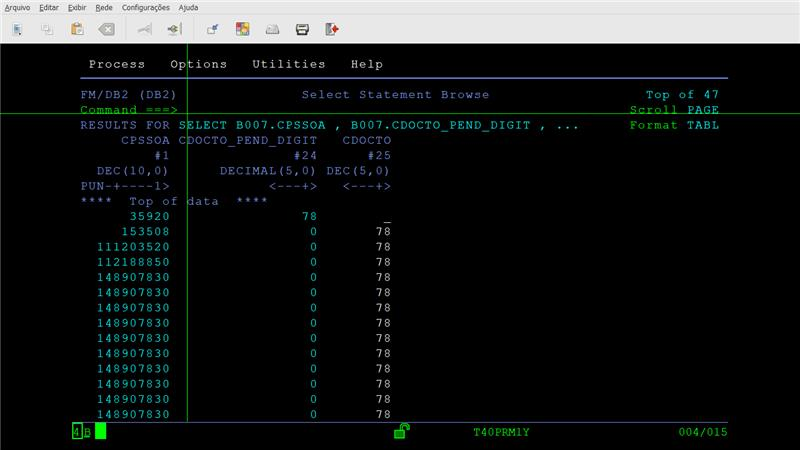 Arquivo Editar Exibir Rede Configurações Ajuda
Process Options Utilities Help
FM/DB2 (DB2) Select Statement Browse Top of 47
Command ===> Scroll PAGE
RESULTS FOR SELECT B007.CPSSOA , B007.CDOCTO_PEND_DIGIT , ... Format TABL
CPSSOA CDOCTO_PEND_DIGIT CDOCTO
#1 #24 #25
DEC(10,0) DECIMAL(5,0) DEC(5,0)
PUN-+----1> <---+> <---+>
**** Top of data ****
35920 78 _
153508 0 78
111203520 0 78
112188850 0 78
148907830 0 78
148907830 0 78
148907830 0 78
148907830 0 78
148907830 0 78
148907830 0 78
148907830 0 78
148907830 0 78
148907830 0 78
148907830 0 78
4B T40PRM1Y 004/015